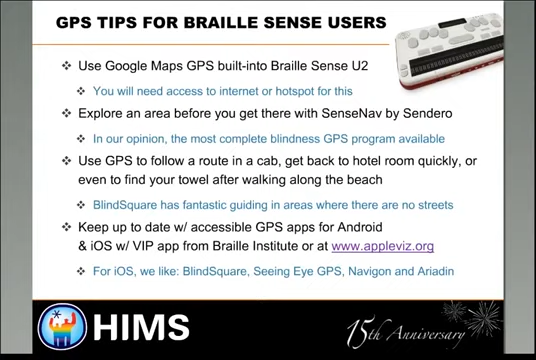 GPS TIPS FOR BRAILLE SENSE USERS
Use Google Maps GPS built-into Braille Sense U2
You will need access to internet or hotspot for this
Explore an area before you get there with SenseNav by Sendero
In our opinion, the most complete blindness GPS program available
Use GPS to follow a route in a cab, get back to hotel room quickly, or
even to find your towel after walking along the beach
BlindSquare has fantastic guiding in areas where there are no streets
Keep up to date w/ accessible GPS apps for Android
& iOS w/ VIP app from Braille Institute or at www.appleviz.org
For iOS, we like: BlindSquare, Seeing Eye GPS, Navigon and Ariadin
HIMS
15th Anniversary